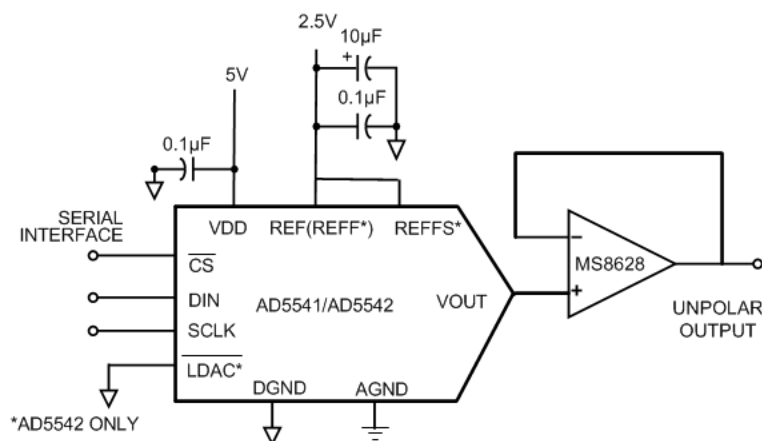 2.5V
10µF
+
5V
0.1µF
0.1µF
SERIAL
INTERFACE
VDD
REF(REFF*)
REFFS*
CS
DIN
SCLK
LDAC*
AD5541/AD5542
VOUT
DGND
AGND
*AD5542 ONLY
−
+
MS8628
UNPOLAR
OUTPUT